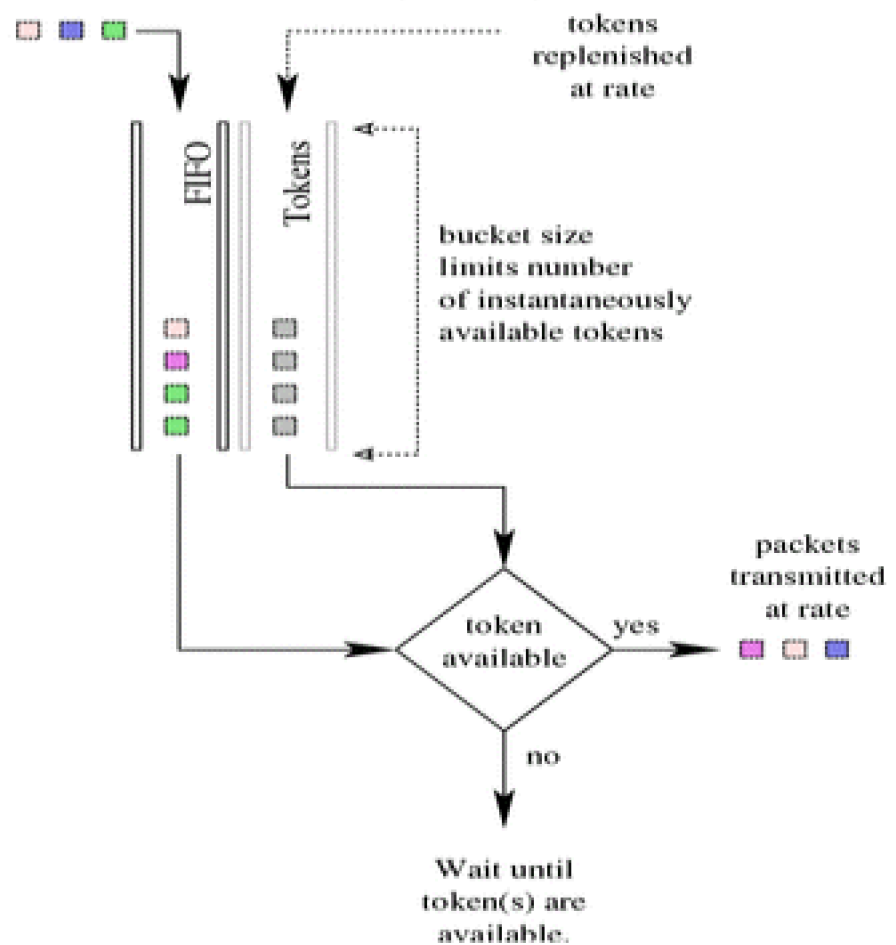 tokens
replenished
at rate
FIFO
Tokens
bucket size
limits number
of instantaneously
available tokens
packets
transmitted
at rate
token
available
yes
no
Wait until
token(s) are
available.